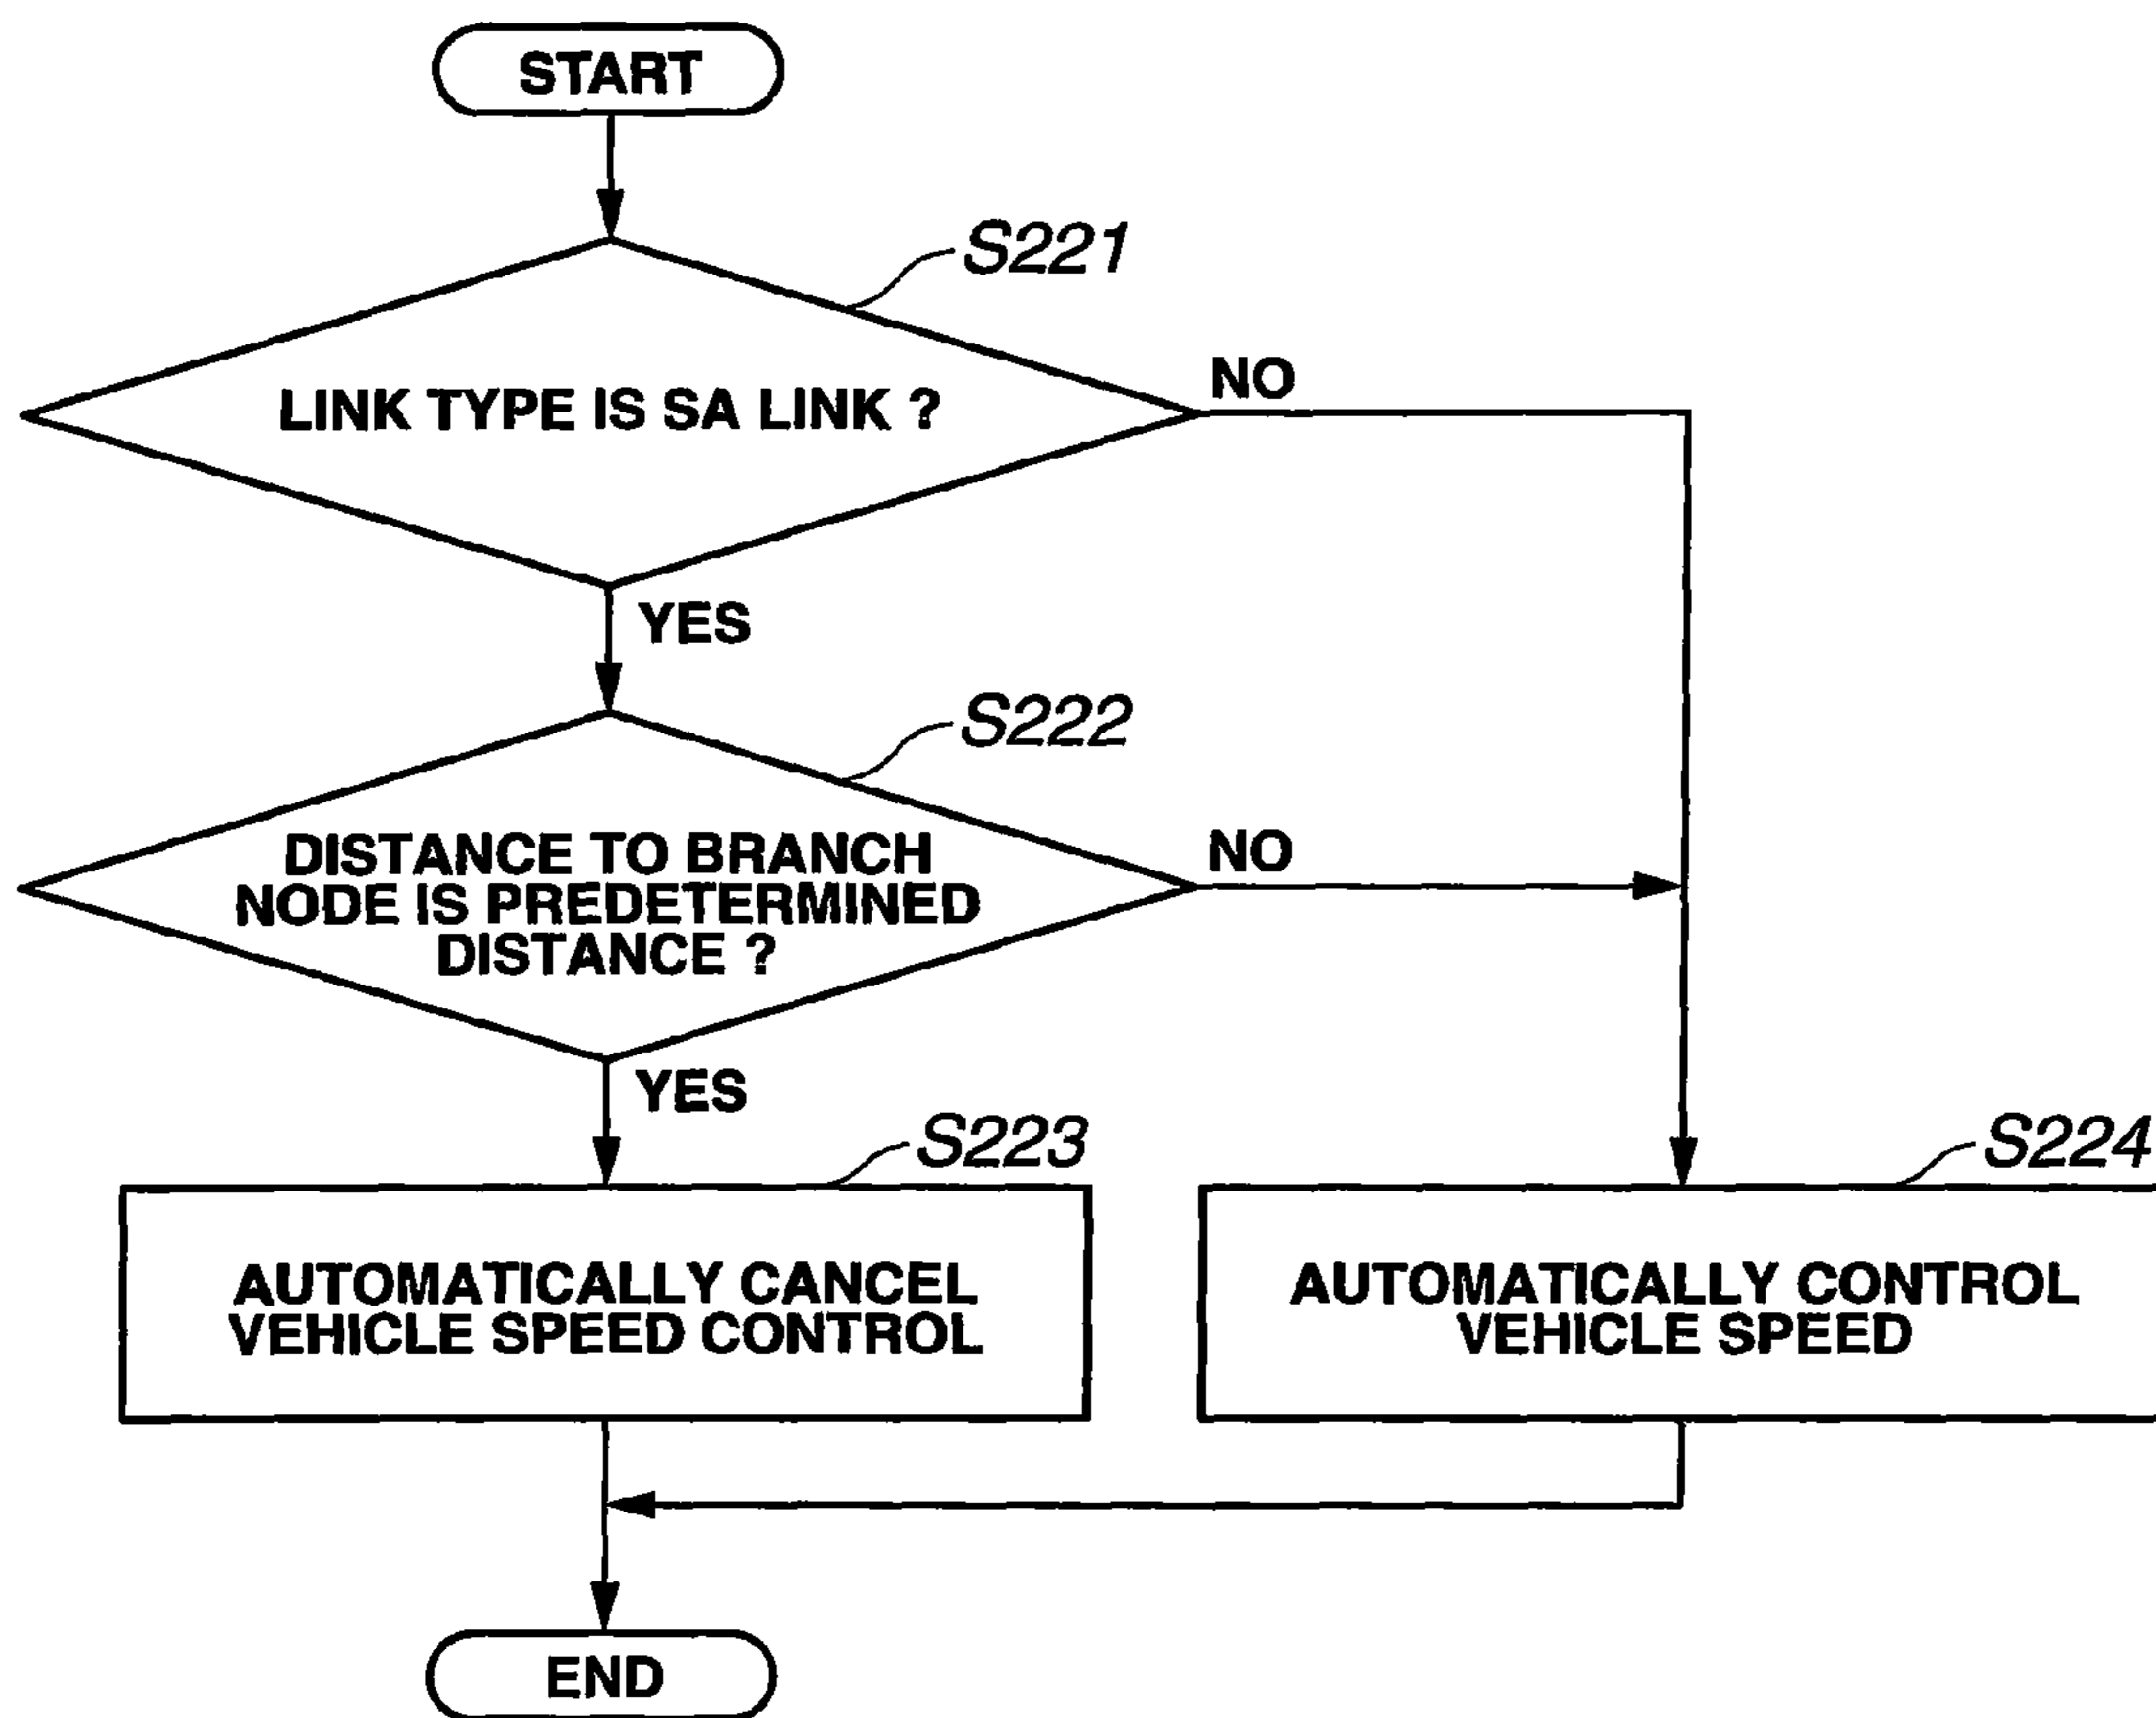 START
S221
LINK TYPE IS SA LINK ?
NO
YES
S222
DISTANCE TO BRANCH
NODE IS PREDETERMINED
DISTANCE ?
NO
YES
S223
AUTOMATICALLY CANCEL
VEHICLE SPEED CONTROL
S224
AUTOMATICALLY CONTROL
VEHICLE SPEED
END